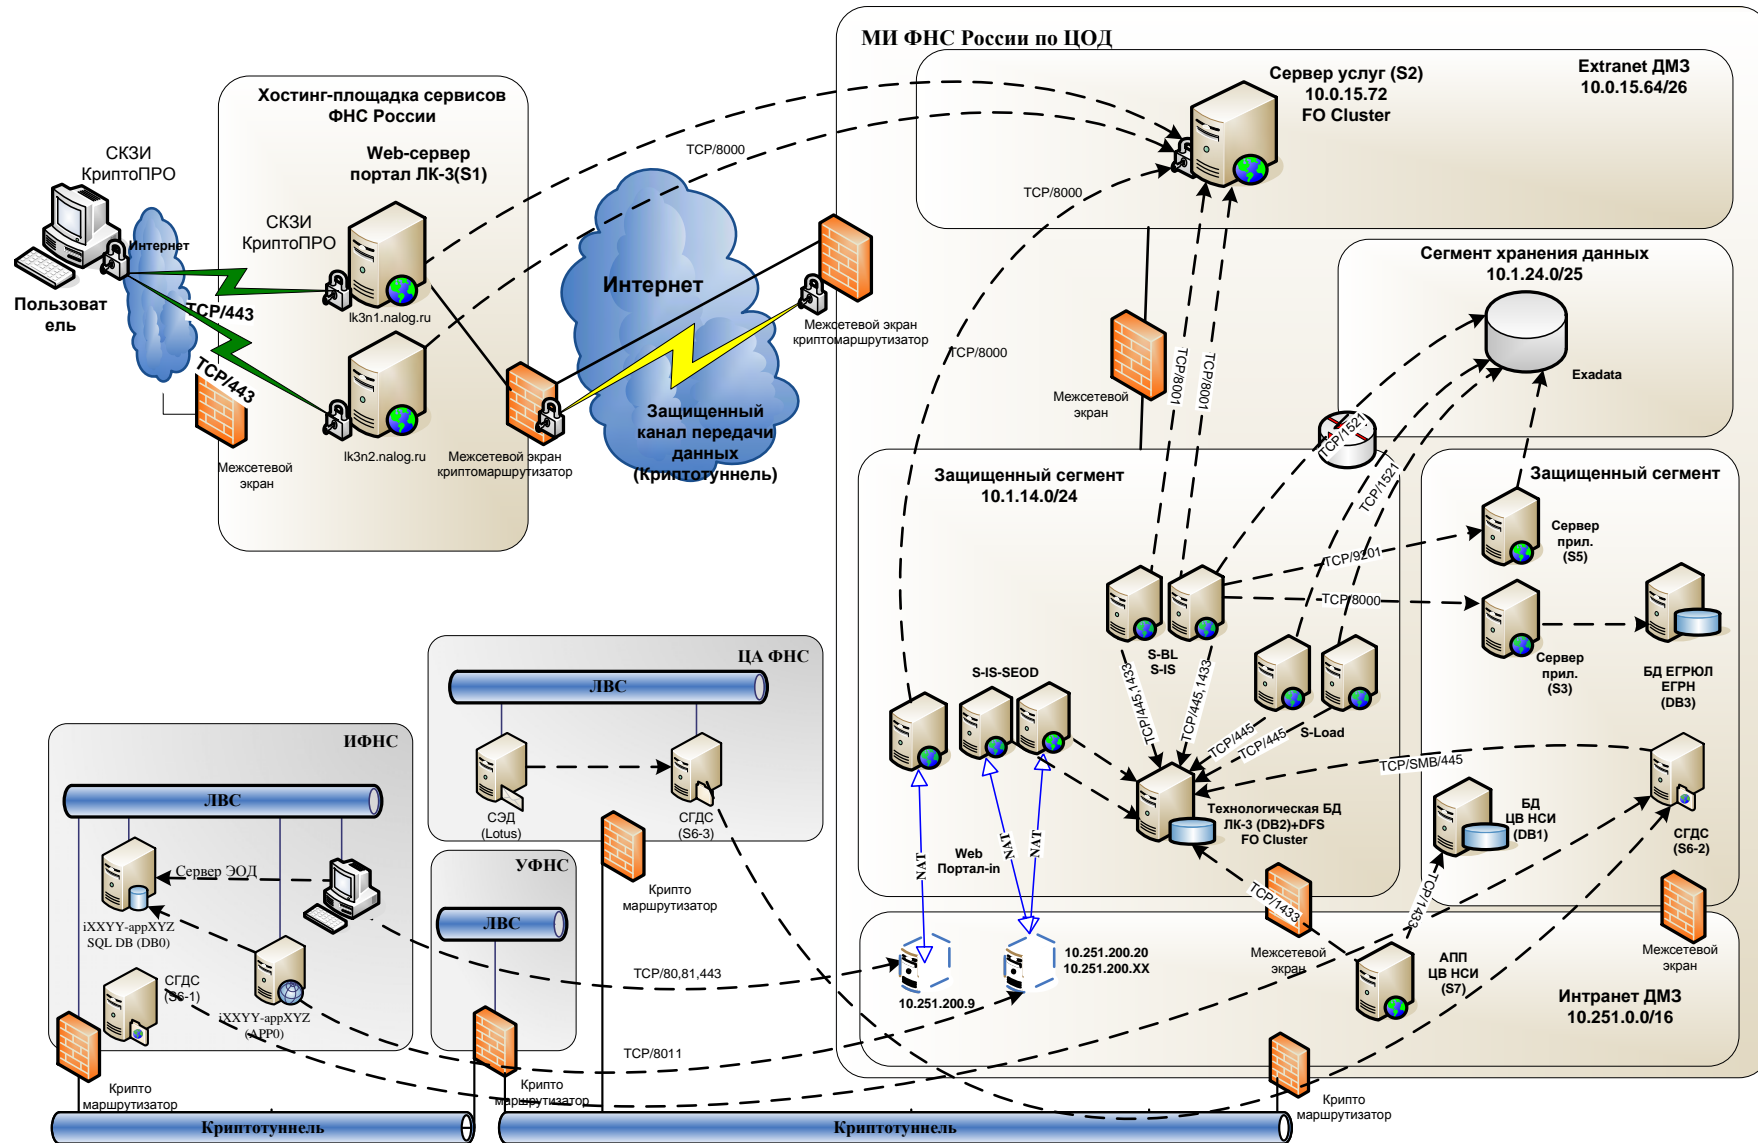 МИ ФНС России по ЦОД
Сервер услуг (S2)
10.0.15.72
FO Cluster
Extranet ДМЗ
10.0.15.64/26
Хостинг-площадка сервисов
ФНС России
СКЗИ
КриптоПРО
Web-сервер
портал ЛК-3(S1)
TCP/8000
TCP/8000
СКЗИ
КриптоПРО
Интернет
Пользоват
ель
TCP/443
lk3n1.nalog.ru
Интернет
Межсетевой экран
криптомаршрутизатор
TCP/443
lk3n2.nalog.ru
Межсетевой
экран
Межсетевой экран
криптомаршрутизатор
Защищенный
канал передачи
данных
(Криптотуннель)
TCP/8000
TCP/8001
TCP/8001
Межсетевой
экран
Сегмент хранения данных
10.1.24.0/25
Exadata
TCP/1521
TCP/1521
Защищенный сегмент
10.1.14.0/24
Защищенный сегмент
TCP/9201
Сервер
прил.
(S5)
TCP/8000
Сервер
прил.
(S3)
БД ЕГРЮЛ
ЕГРН
(DB3)
S-BL
S-IS
S-IS-SEOD
TCP/445,1433
TCP/445,1433
TCP/445
TCP/445
S-Load
TCP/SMB/445
Технологическая БД
ЛК-3 (DB2)+DFS
FO Cluster
БД
ЦВ НСИ
(DB1)
СГДС
(S6-2)
Web
Портал-in
NAT
NAT
NAT
TCP/1433
TCP/1433
Межсетевой
экран
Межсетевой
экран
10.251.200.20
10.251.200.XX
10.251.200.9
АПП
ЦВ НСИ
(S7)
Интранет ДМЗ
10.251.0.0/16
ЦА ФНС
ЛВС
СЭД
(Lotus)
СГДС
(S6-3)
Крипто
маршрутизатор
ИФНС
ЛВС
Сервер ЭОД
iXXYY-appXYZ
SQL DB (DB0)
СГДС
(S6-1)
iXXYY-appXYZ
(APP0)
УФНС
ЛВС
TCP/80,81,443
TCP/8011
Крипто
маршрутизатор
Крипто
маршрутизатор
Крипто
маршрутизатор
Криптотуннель
Криптотуннель